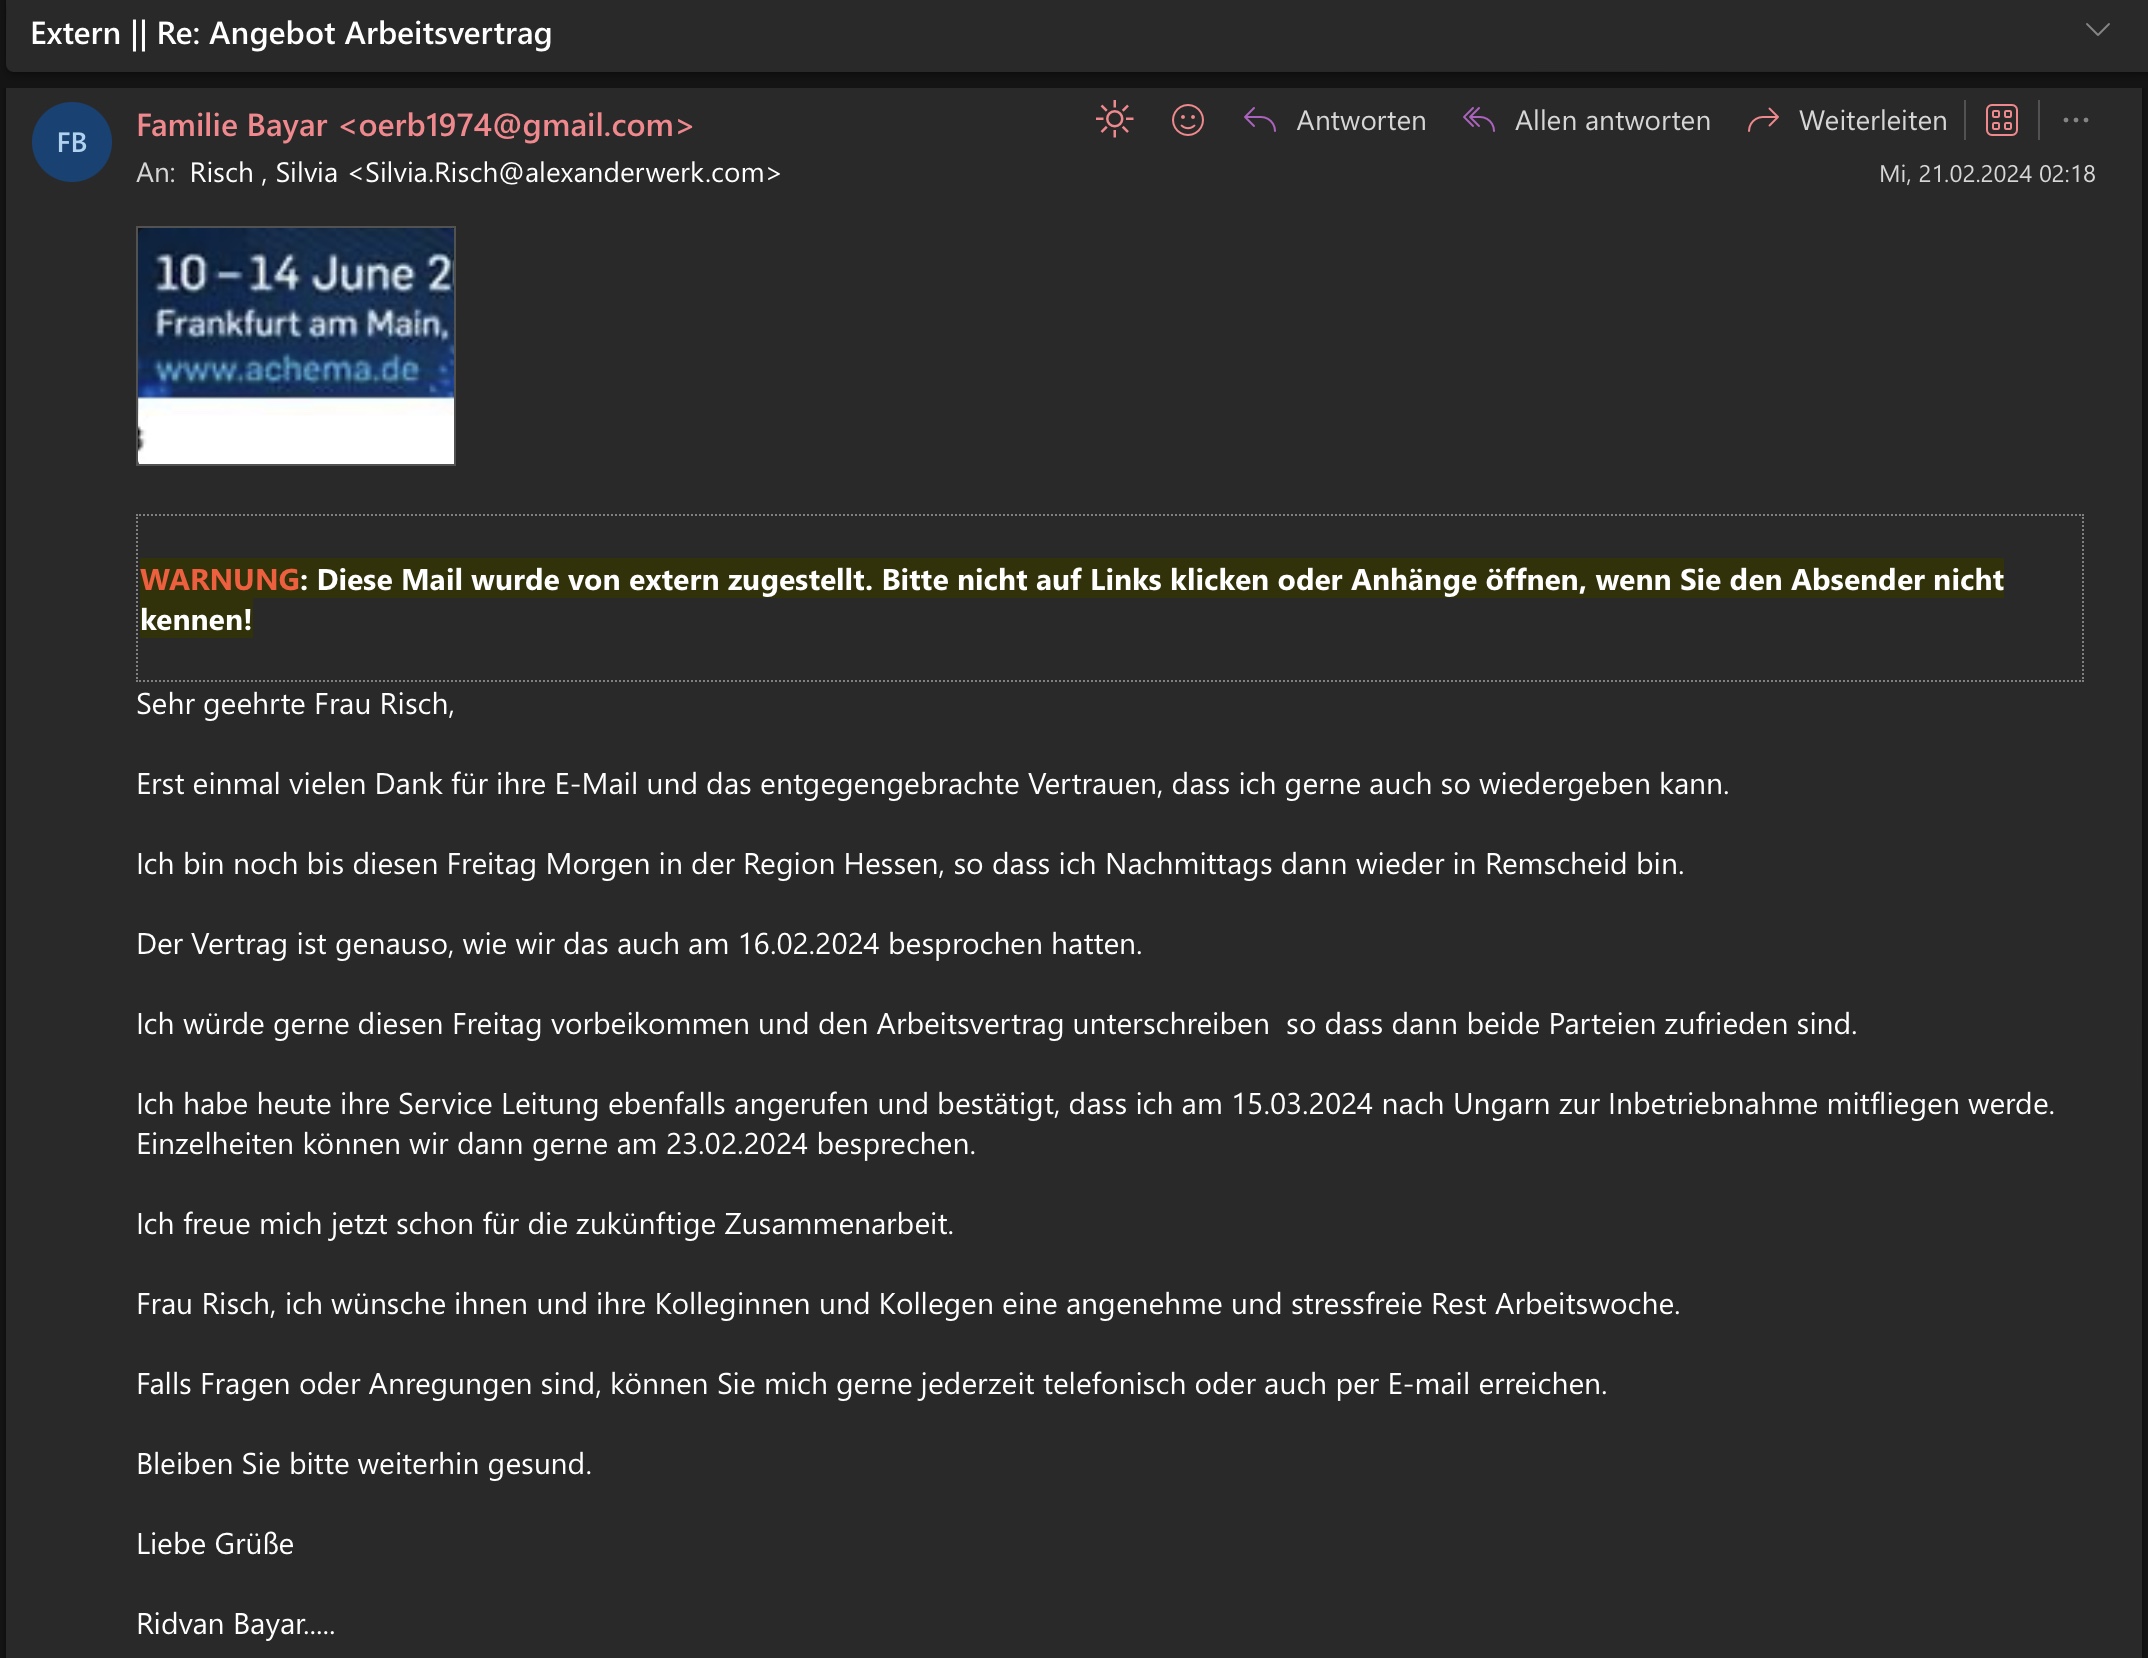 Extern || Re: Angebot Arbeitsvertrag
FB
Familie Bayar <oerb1974@gmail.com>
Antworten
Allen antworten
Weiterleiten
An: Risch , Silvia <Silvia.Risch@alexanderwerk.com>
Mi, 21.02.2024 02:18
10 – 14 June 2
Frankfurt am Main,
www.achema.de
WARNUNG: Diese Mail wurde von extern zugestellt. Bitte nicht auf Links klicken oder Anhänge öffnen, wenn Sie den Absender nicht
kennen!
Sehr geehrte Frau Risch,
Erst einmal vielen Dank für ihre E-Mail und das entgegengebrachte Vertrauen, dass ich gerne auch so wiedergeben kann.
Ich bin noch bis diesen Freitag Morgen in der Region Hessen, so dass ich Nachmittags dann wieder in Remscheid bin.
Der Vertrag ist genauso, wie wir das auch am 16.02.2024 besprochen hatten.
Ich würde gerne diesen Freitag vorbeikommen und den Arbeitsvertrag unterschreiben  so dass dann beide Parteien zufrieden sind.
Ich habe heute ihre Service Leitung ebenfalls angerufen und bestätigt, dass ich am 15.03.2024 nach Ungarn zur Inbetriebnahme mitfliegen werde.
Einzelheiten können wir dann gerne am 23.02.2024 besprechen.
Ich freue mich jetzt schon für die zukünftige Zusammenarbeit.
Frau Risch, ich wünsche ihnen und ihre Kolleginnen und Kollegen eine angenehme und stressfreie Rest Arbeitswoche.
Falls Fragen oder Anregungen sind, können Sie mich gerne jederzeit telefonisch oder auch per E-mail erreichen.
Bleiben Sie bitte weiterhin gesund.
Liebe Grüße
Ridvan Bayar.....